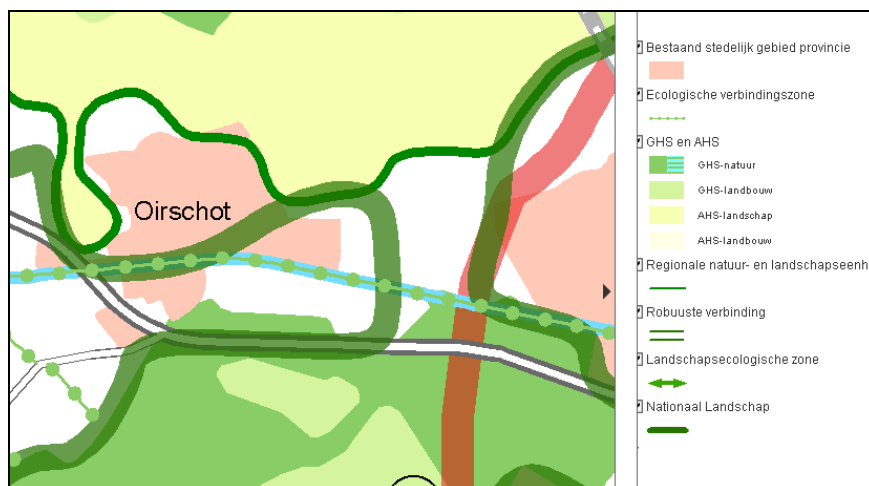 Oirschot
Bestaand stedelijk gebied provincie
Ecologische verbindingszone
GHS en AHS
GHS-natuur
GHS-landbouw
AHS-landschap
AHS-landbouw
Regionale natuur- en landschapseenh
Robuuste verbinding
Landschapsecologische zone
Nationaal Landschap